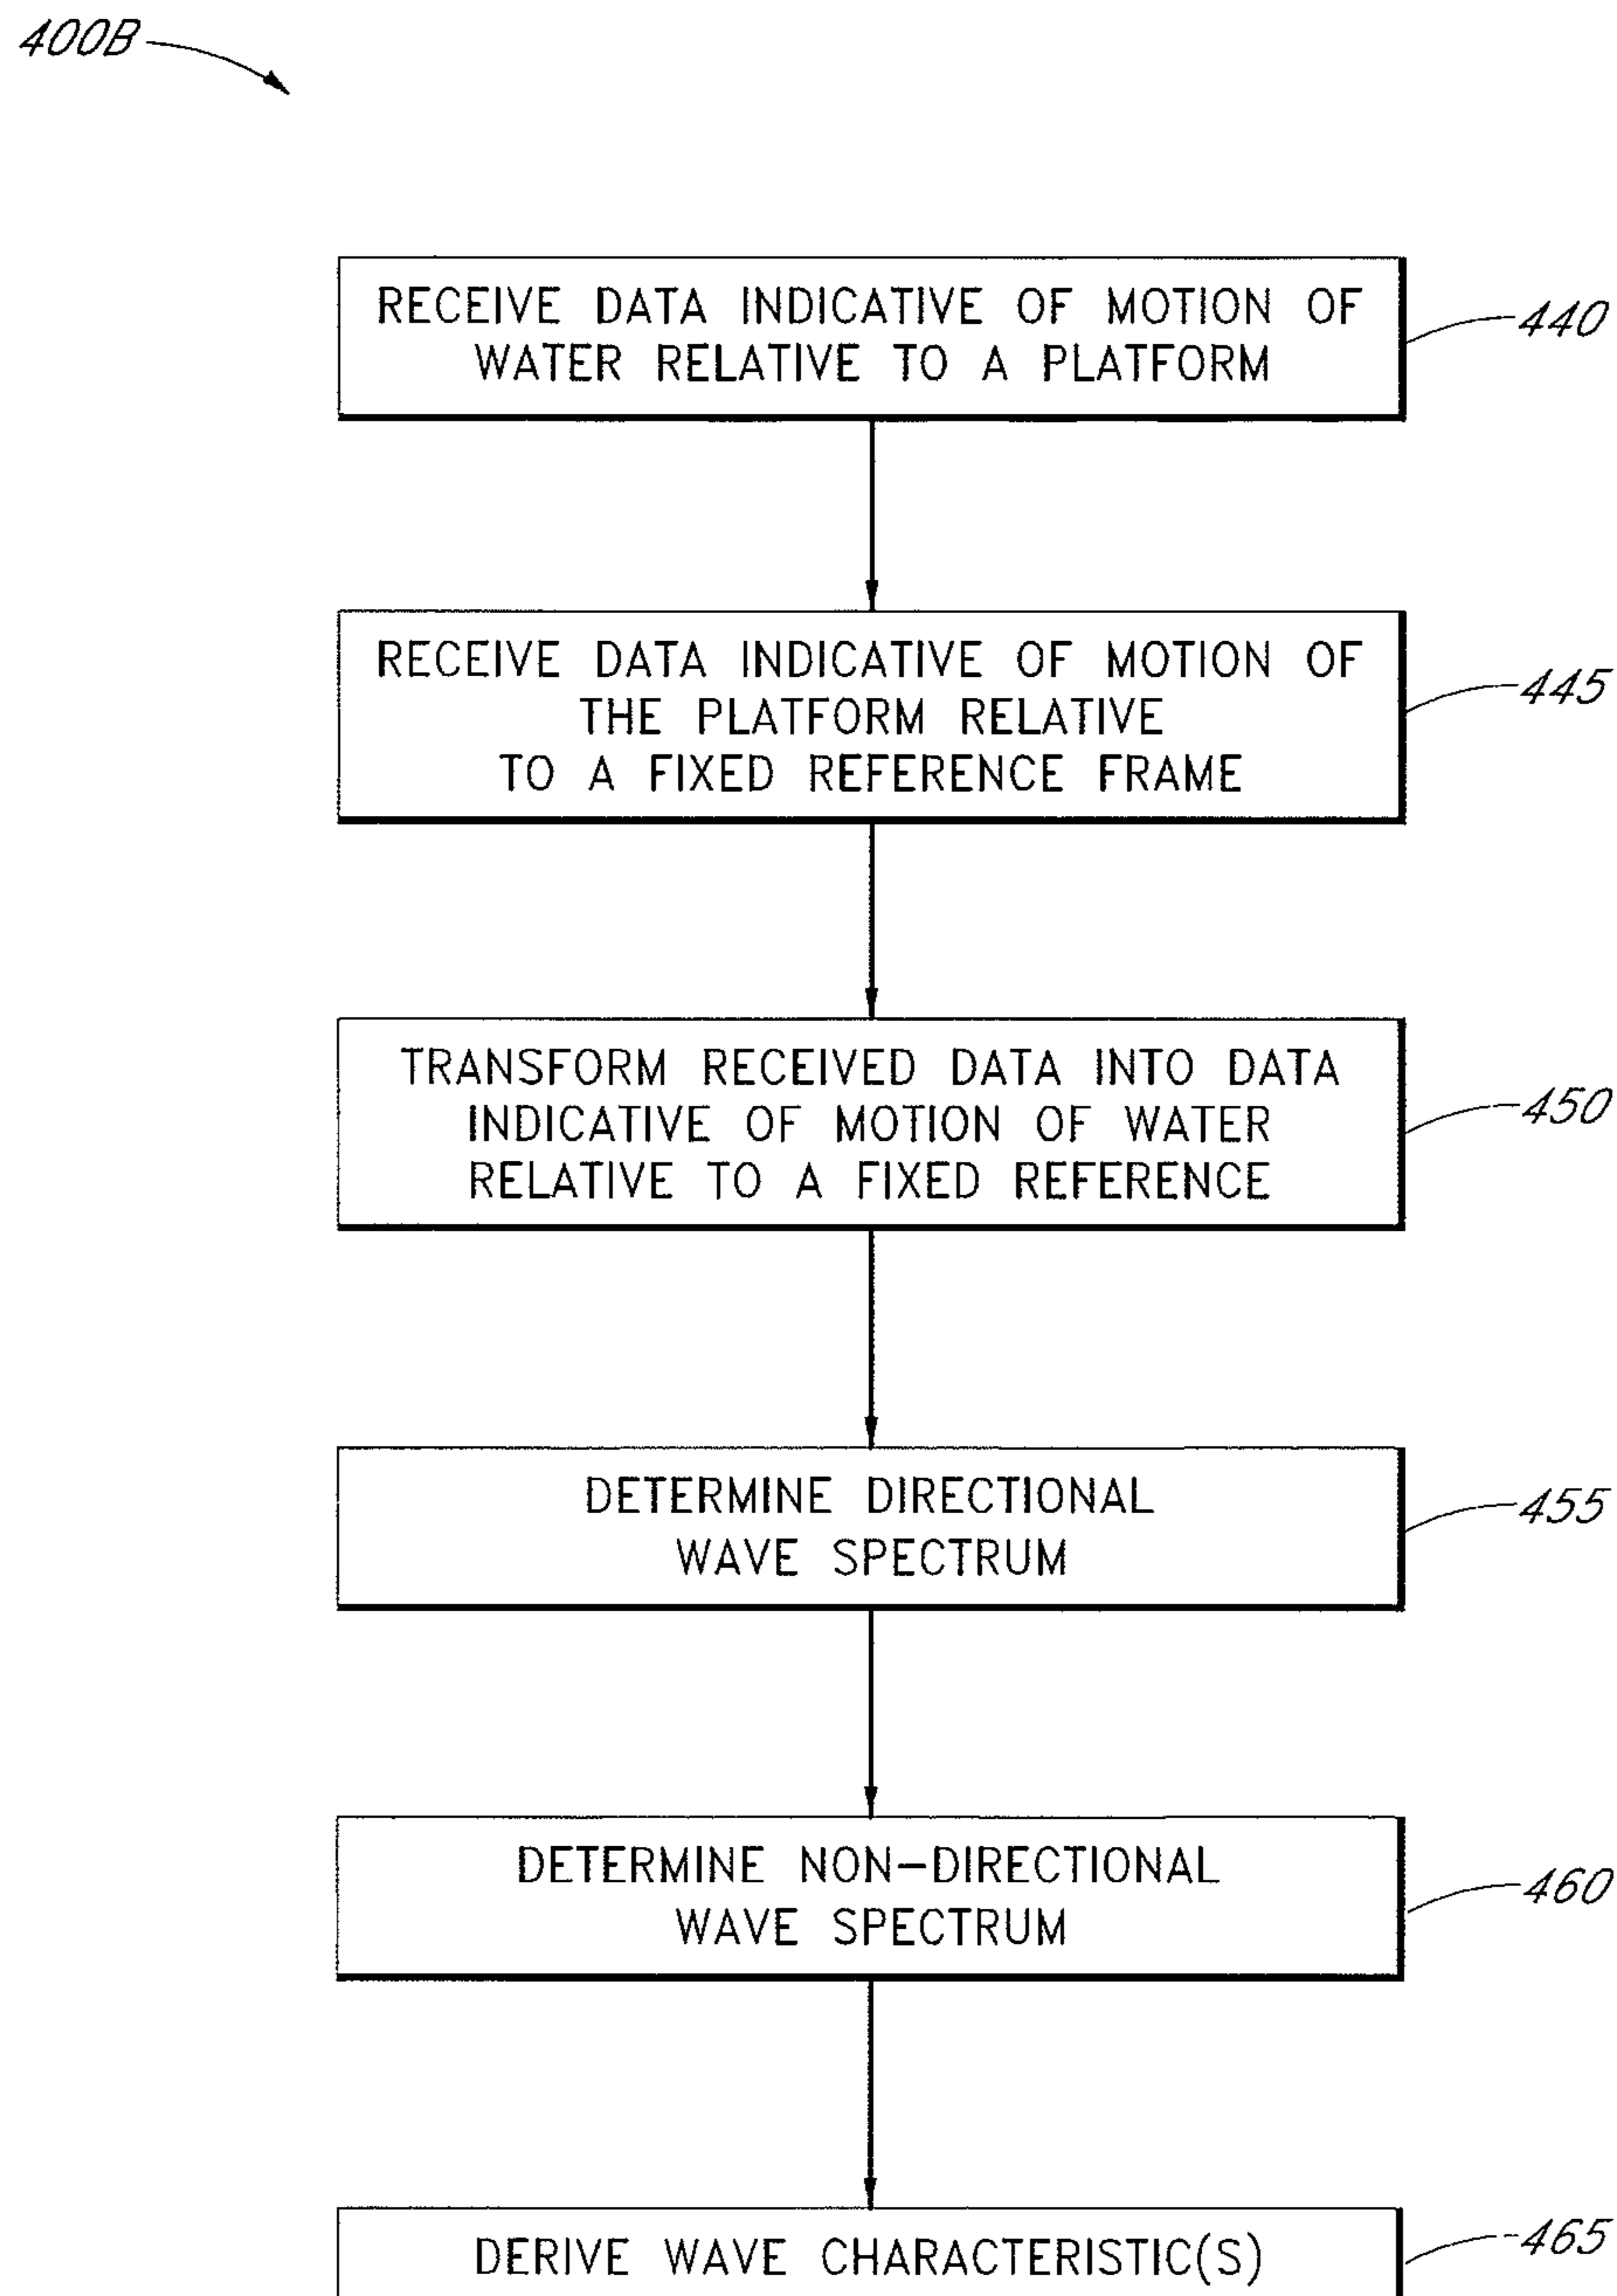 400B
RECEIVE DATA INDICATIVE OF MOTION OF
WATER RELATIVE TO A PLATFORM
440
RECEIVE DATA INDICATIVE OF MOTION OF
THE PLATFORM RELATIVE
TO A FIXED REFERENCE FRAME
445
TRANSFORM RECEIVED DATA INTO DATA
INDICATIVE OF MOTION OF WATER
RELATIVE TO A FIXED REFERENCE
450
DETERMINE DIRECTIONAL
WAVE SPECTRUM
455
DETERMINE NON-DIRECTIONAL
WAVE SPECTRUM
460
DERIVE WAVE CHARACTERISTIC(S)
465